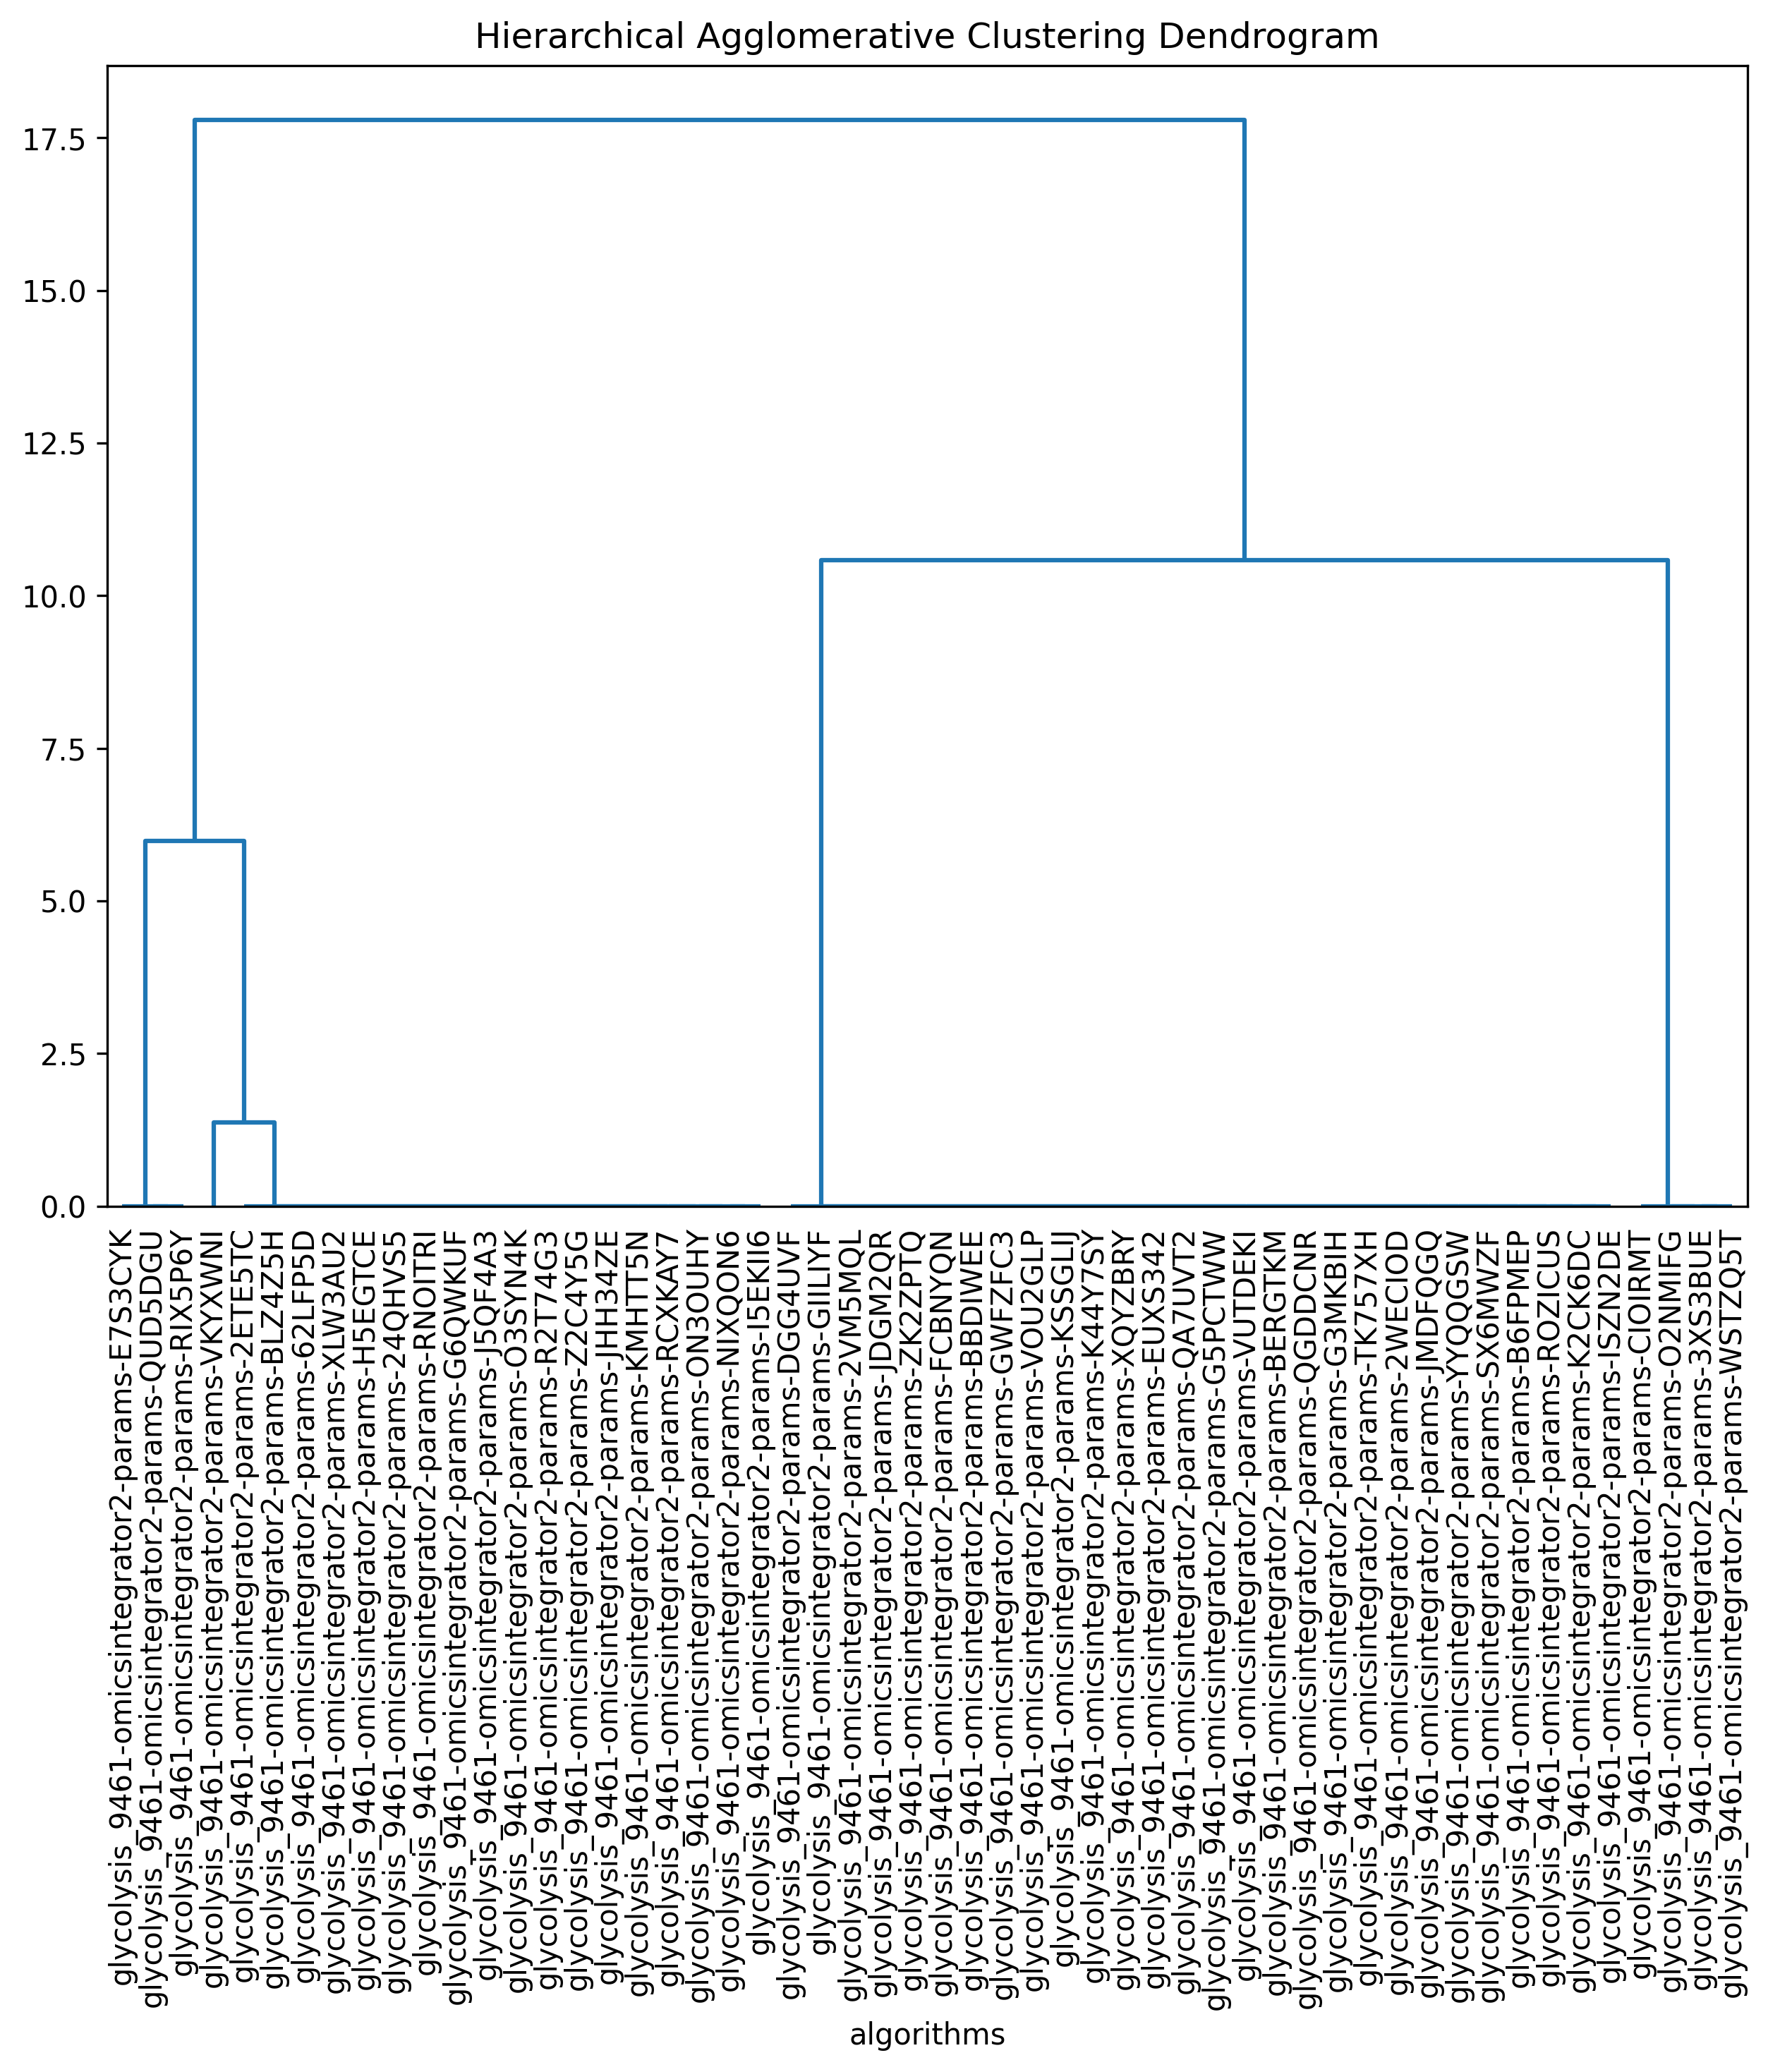 Hierarchical Agglomerative Clustering Dendrogram
17.5
15.0
12.5
10.0
7.5
5.0
2.5
0.0
glycolysis_9461-omicsintegrator2-params-E7S3CYK
glycolysis_9461-omicsintegrator2-params-QUD5DGU
glycolysis_9461-omicsintegrator2-params-RIX5P6Y
glycolysis_9461-omicsintegrator2-params-VKYXWNI
glycolysis_9461-omicsintegrator2-params-2ETE5TC
glycolysis_9461-omicsintegrator2-params-BLZ4Z5H
glycolysis_9461-omicsintegrator2-params-62LFP5D
glycolysis_9461-omicsintegrator2-params-XLW3AU2
glycolysis_9461-omicsintegrator2-params-H5EGTCE
glycolysis_9461-omicsintegrator2-params-24QHVS5
glycolysis_9461-omicsintegrator2-params-RNOITRI
glycolysis_9461-omicsintegrator2-params-G6QWKUF
glycolysis_9461-omicsintegrator2-params-J5QF4A3
glycolysis_9461-omicsintegrator2-params-O3SYN4K
glycolysis_9461-omicsintegrator2-params-R2T74G3
glycolysis_9461-omicsintegrator2-params-Z2C4Y5G
glycolysis_9461-omicsintegrator2-params-JHH34ZE
glycolysis_9461-omicsintegrator2-params-KMHTT5N
glycolysis_9461-omicsintegrator2-params-RCXKAY7
glycolysis_9461-omicsintegrator2-params-ON3OUHY
glycolysis_9461-omicsintegrator2-params-NIXQON6
glycolysis_9461-omicsintegrator2-params-I5EKII6
glycolysis_9461-omicsintegrator2-params-DGG4UVF
glycolysis_9461-omicsintegrator2-params-GIILIYF
glycolysis_9461-omicsintegrator2-params-2VM5MQL
glycolysis_9461-omicsintegrator2-params-JDGM2QR
glycolysis_9461-omicsintegrator2-params-ZK2ZPTQ
glycolysis_9461-omicsintegrator2-params-FCBNYQN
glycolysis_9461-omicsintegrator2-params-BBDIWEE
glycolysis_9461-omicsintegrator2-params-GWFZFC3
glycolysis_9461-omicsintegrator2-params-VOU2GLP
glycolysis_9461-omicsintegrator2-params-KSSGLIJ
glycolysis_9461-omicsintegrator2-params-K44Y7SY
glycolysis_9461-omicsintegrator2-params-XQYZBRY
glycolysis_9461-omicsintegrator2-params-EUXS342
glycolysis_9461-omicsintegrator2-params-QA7UVT2
glycolysis_9461-omicsintegrator2-params-G5PCTWW
glycolysis_9461-omicsintegrator2-params-VUTDEKI
glycolysis_9461-omicsintegrator2-params-BERGTKM
glycolysis_9461-omicsintegrator2-params-QGDDCNR
glycolysis_9461-omicsintegrator2-params-G3MKBIH
glycolysis_9461-omicsintegrator2-params-TK757XH
glycolysis_9461-omicsintegrator2-params-2WECIOD
glycolysis_9461-omicsintegrator2-params-JMDFQGQ
glycolysis_9461-omicsintegrator2-params-YYQQGSW
glycolysis_9461-omicsintegrator2-params-SX6MWZF
glycolysis_9461-omicsintegrator2-params-B6FPMEP
glycolysis_9461-omicsintegrator2-params-ROZICUS
glycolysis_9461-omicsintegrator2-params-K2CK6DC
glycolysis_9461-omicsintegrator2-params-ISZN2DE
glycolysis_9461-omicsintegrator2-params-CIOIRMT
glycolysis_9461-omicsintegrator2-params-O2NMIFG
glycolysis_9461-omicsintegrator2-params-3XS3BUE
glycolysis_9461-omicsintegrator2-params-WSTZQ5T
algorithms